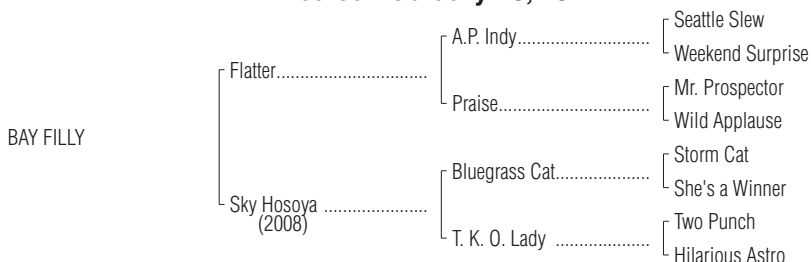 Seattle Slew
A.P. Indy
Weekend Surprise
Flatter
Mr. Prospector
Praise
Wild Applause
BAY FILLY
Storm Cat
Bluegrass Cat
She's a Winner
Sky Hosoya
(2008)
Two Punch
T. K. O. Lady
Hilarious Astro